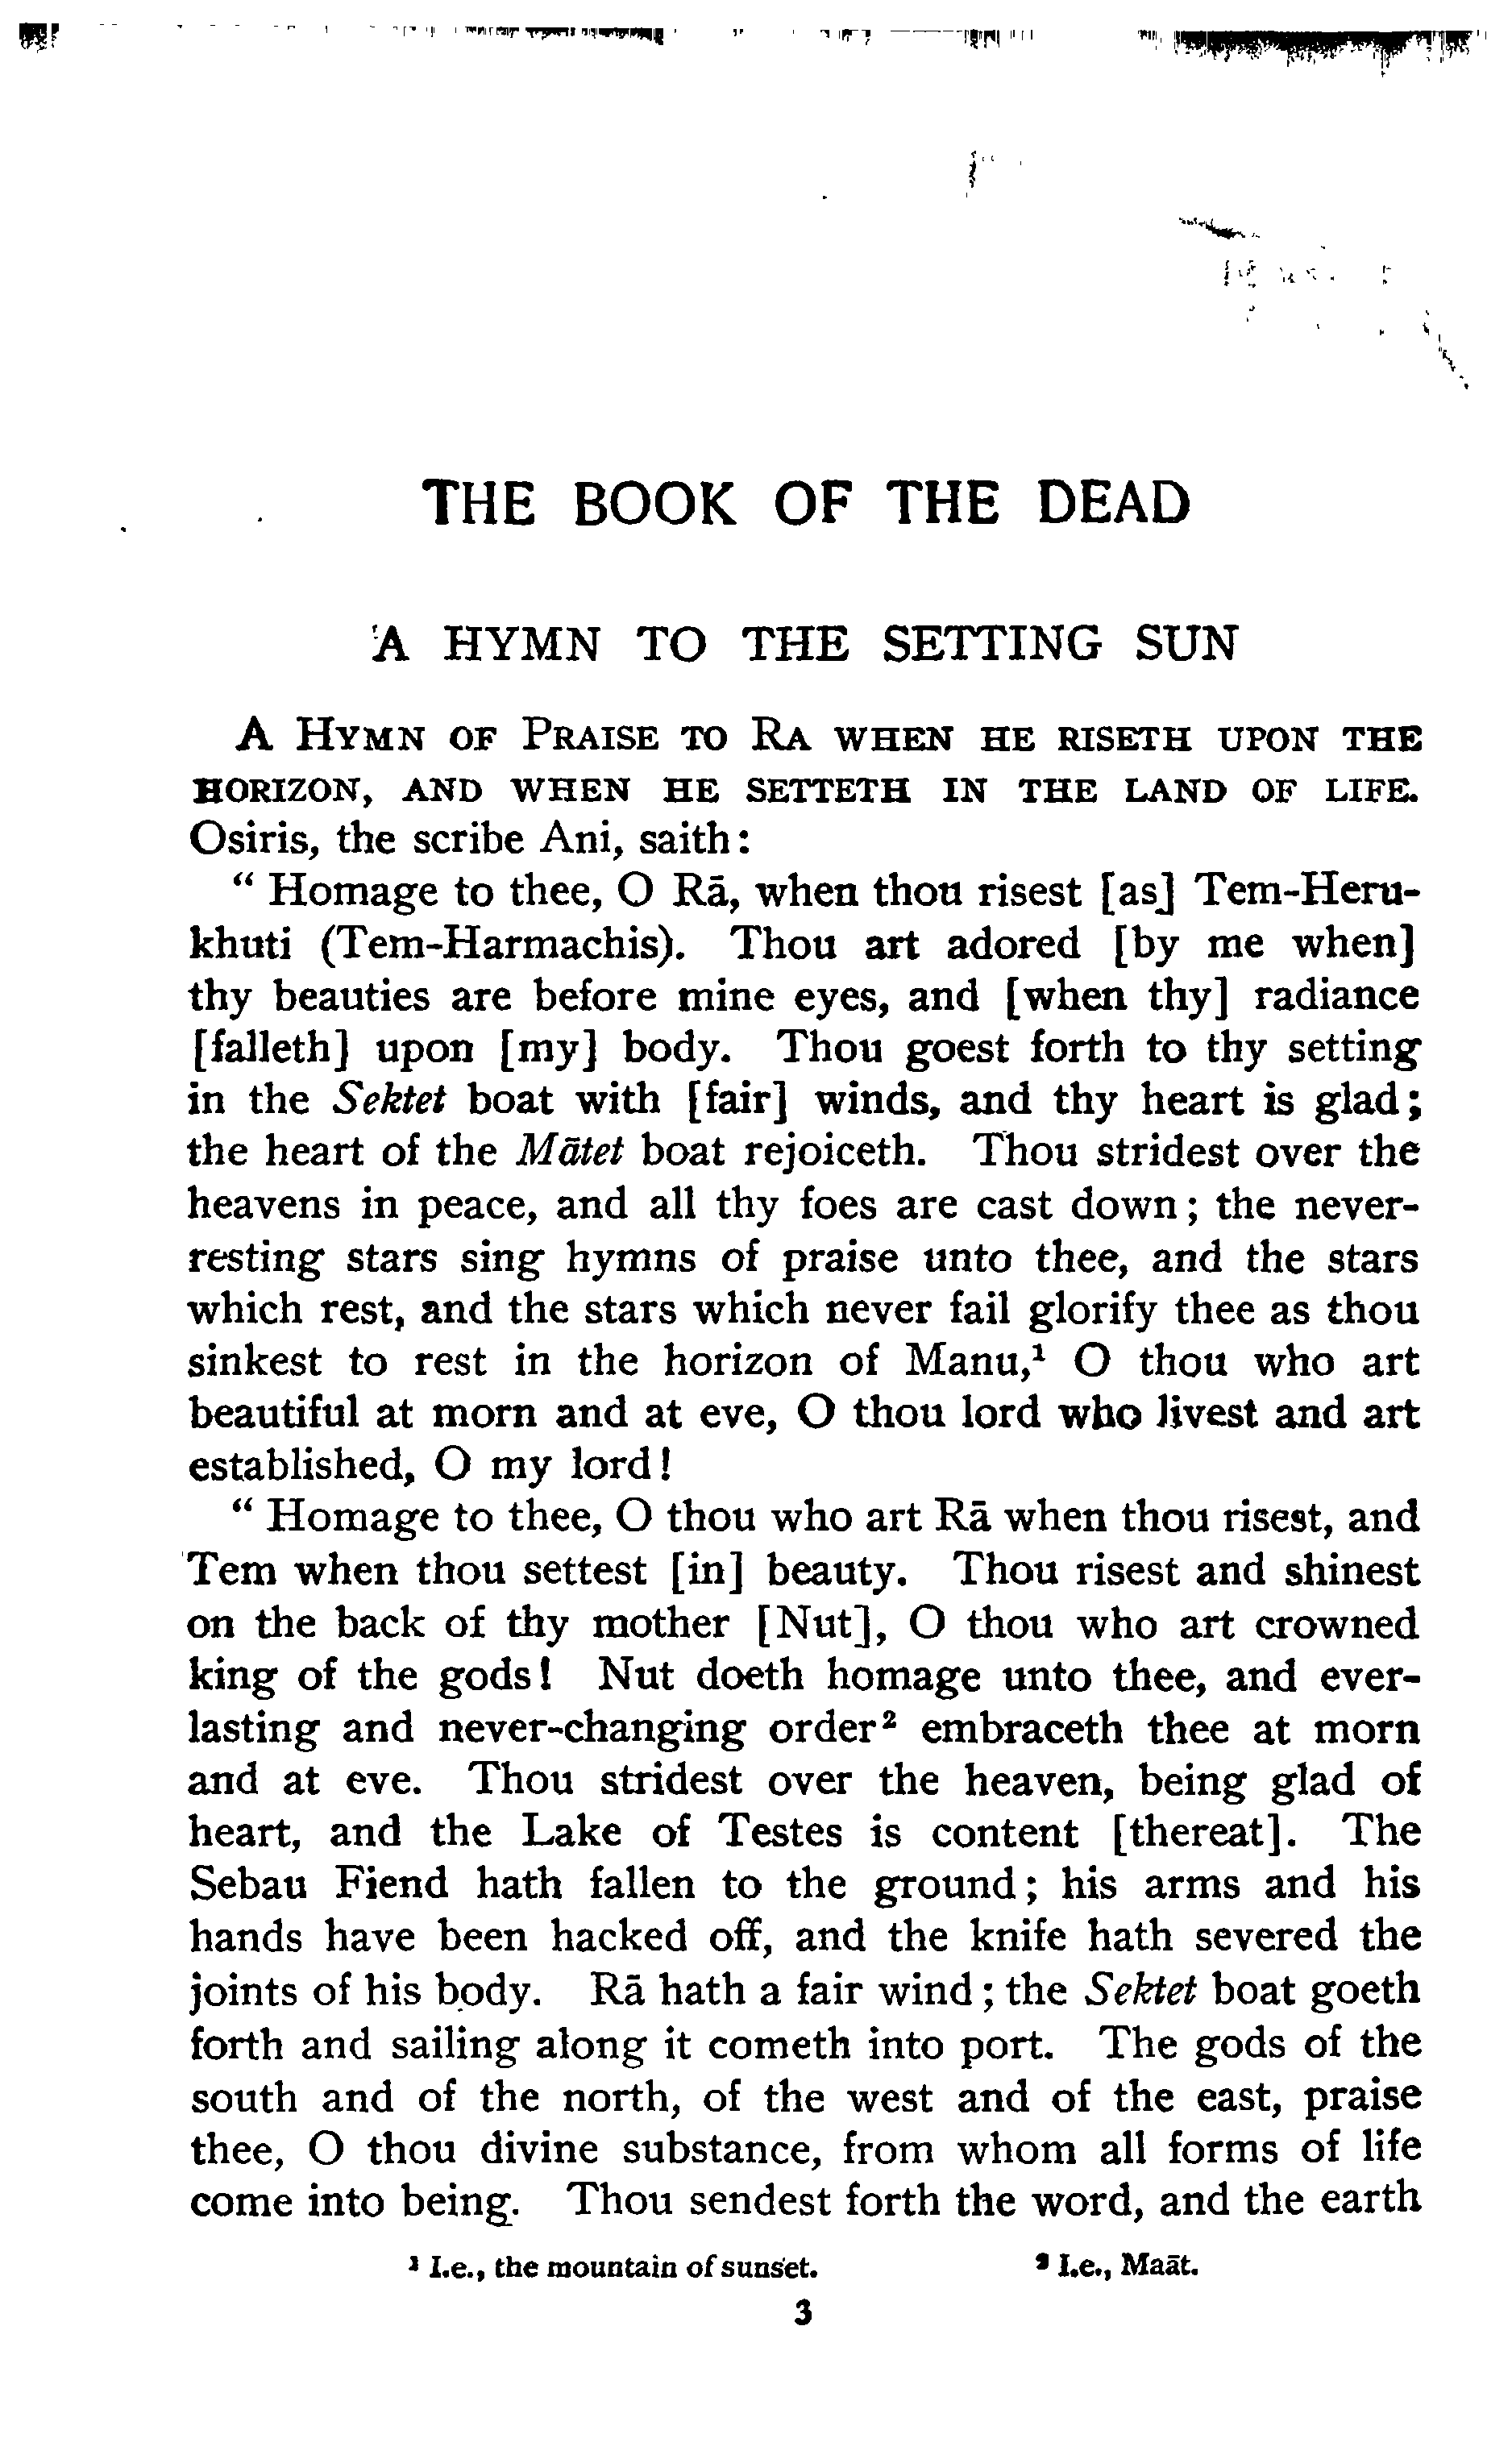 THE BOOK OF THE DEAD
A HYMN TO THE SETTING SUN
A HYMN OF PRAISE TO RA WHEN HE RISETH UPON THE
HORIZON, AND WHEN HE SETTETH IN THE LAND OF LIFE.
Osiris, the scribe Ani, saith:
“ Homage to thee, O Rā, when thou risest [as] Tem-Heru-
khuti (Tem-Harmachis). Thou art adored [by me when]
thy beauties are before mine eyes, and [when thy] radiance
[falleth] upon [my] body. Thou goest forth to thy setting
in the Sektet boat with [fair] winds, and thy heart is glad;
the heart of the Mātet boat rejoiceth. Thou stridest over the
heavens in peace, and all thy foes are cast down; the never-
resting stars sing hymns of praise unto thee, and the stars
which rest, and the stars which never fail glorify thee as thou
sinkest to rest in the horizon of Manu,¹ O thou who art
beautiful at morn and at eve, O thou lord who livest and art
established, O my lord!
“ Homage to thee, O thou who art Rā when thou risest, and
Tem when thou settest [in] beauty. Thou risest and shinest
on the back of thy mother [Nut], O thou who art crowned
king of the gods! Nut doeth homage unto thee, and ever-
lasting and never-changing order² embraceth thee at morn
and at eve. Thou stridest over the heaven, being glad of
heart, and the Lake of Testes is content [thereat]. The
Sebau Fiend hath fallen to the ground; his arms and his
hands have been hacked off, and the knife hath severed the
joints of his body. Rā hath a fair wind; the Sektet boat goeth
forth and sailing along it cometh into port. The gods of the
south and of the north, of the west and of the east, praise
thee, O thou divine substance, from whom all forms of life
come into being. Thou sendest forth the word, and the earth
¹ I.e., the mountain of sunset. ² I.e., Maāt.
3